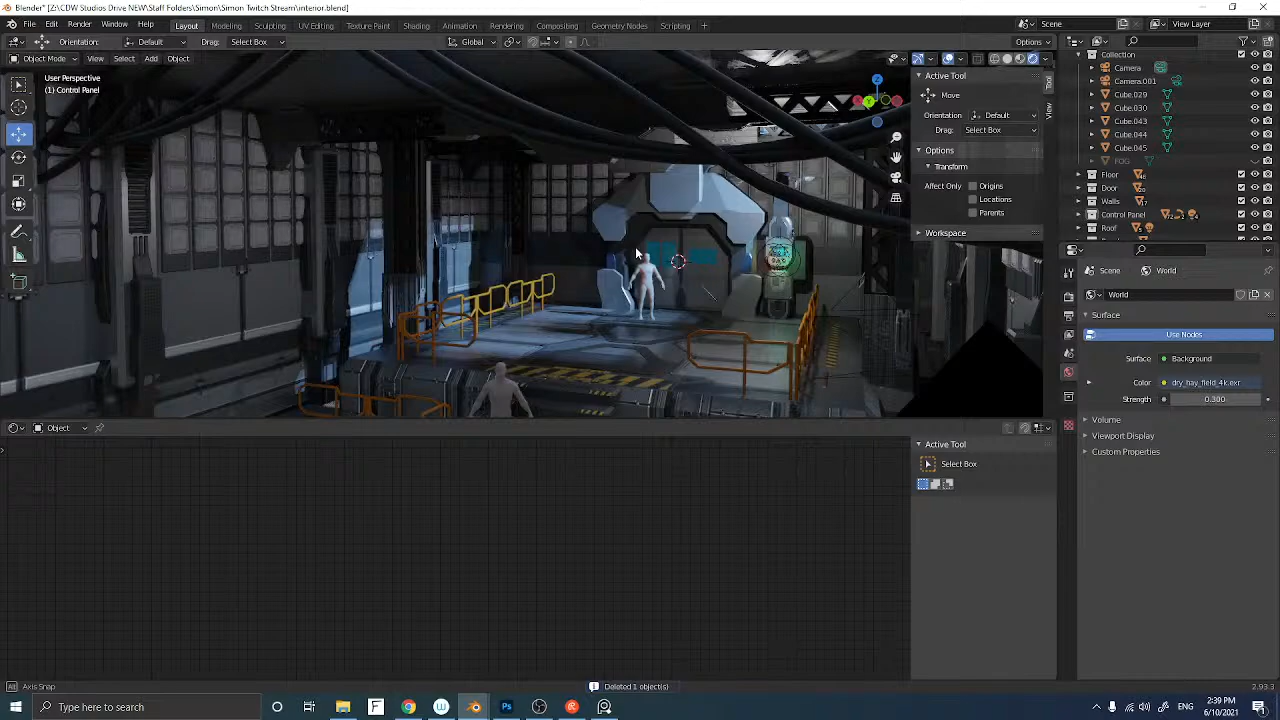 Blender* [Z:\CDW Studios Drive NEW\Staff Folders\Simon\Simon Twitch Stream\interior.blend]
File Edit Render Window Help Layout Modeling Sculpting UV Editing Texture Paint Shading Animation Rendering Compositing Geometry Nodes Scripting + Scene View Layer
Orientation: Default Drag: Select Box Global Options
Object Mode View Select Add Object
User Perspective
(1) Control Panel
Z
Y
Active Tool
Move
Orientation: Default
Drag: Select Box
Options
Transform
Affect Only Origins
Locations
Parents
Workspace
Tool
View
Collection
Camera
Camera.001
Cube.029
Cube.030
Cube.043
Cube.044
Cube.045
FOG
Floor
Door
Walls
Control Panel
Roof
Scene World
World
Surface
Use Nodes
Surface Background
Color dry_hay_field_4k.exr
Strength 0.300
Volume
Viewport Display
Custom Properties
Object
Active Tool
Select Box
Axis Snap
Deleted 1 object(s)
2.93.3
Type here to search
ENG
2:39 PM
6/10/2021